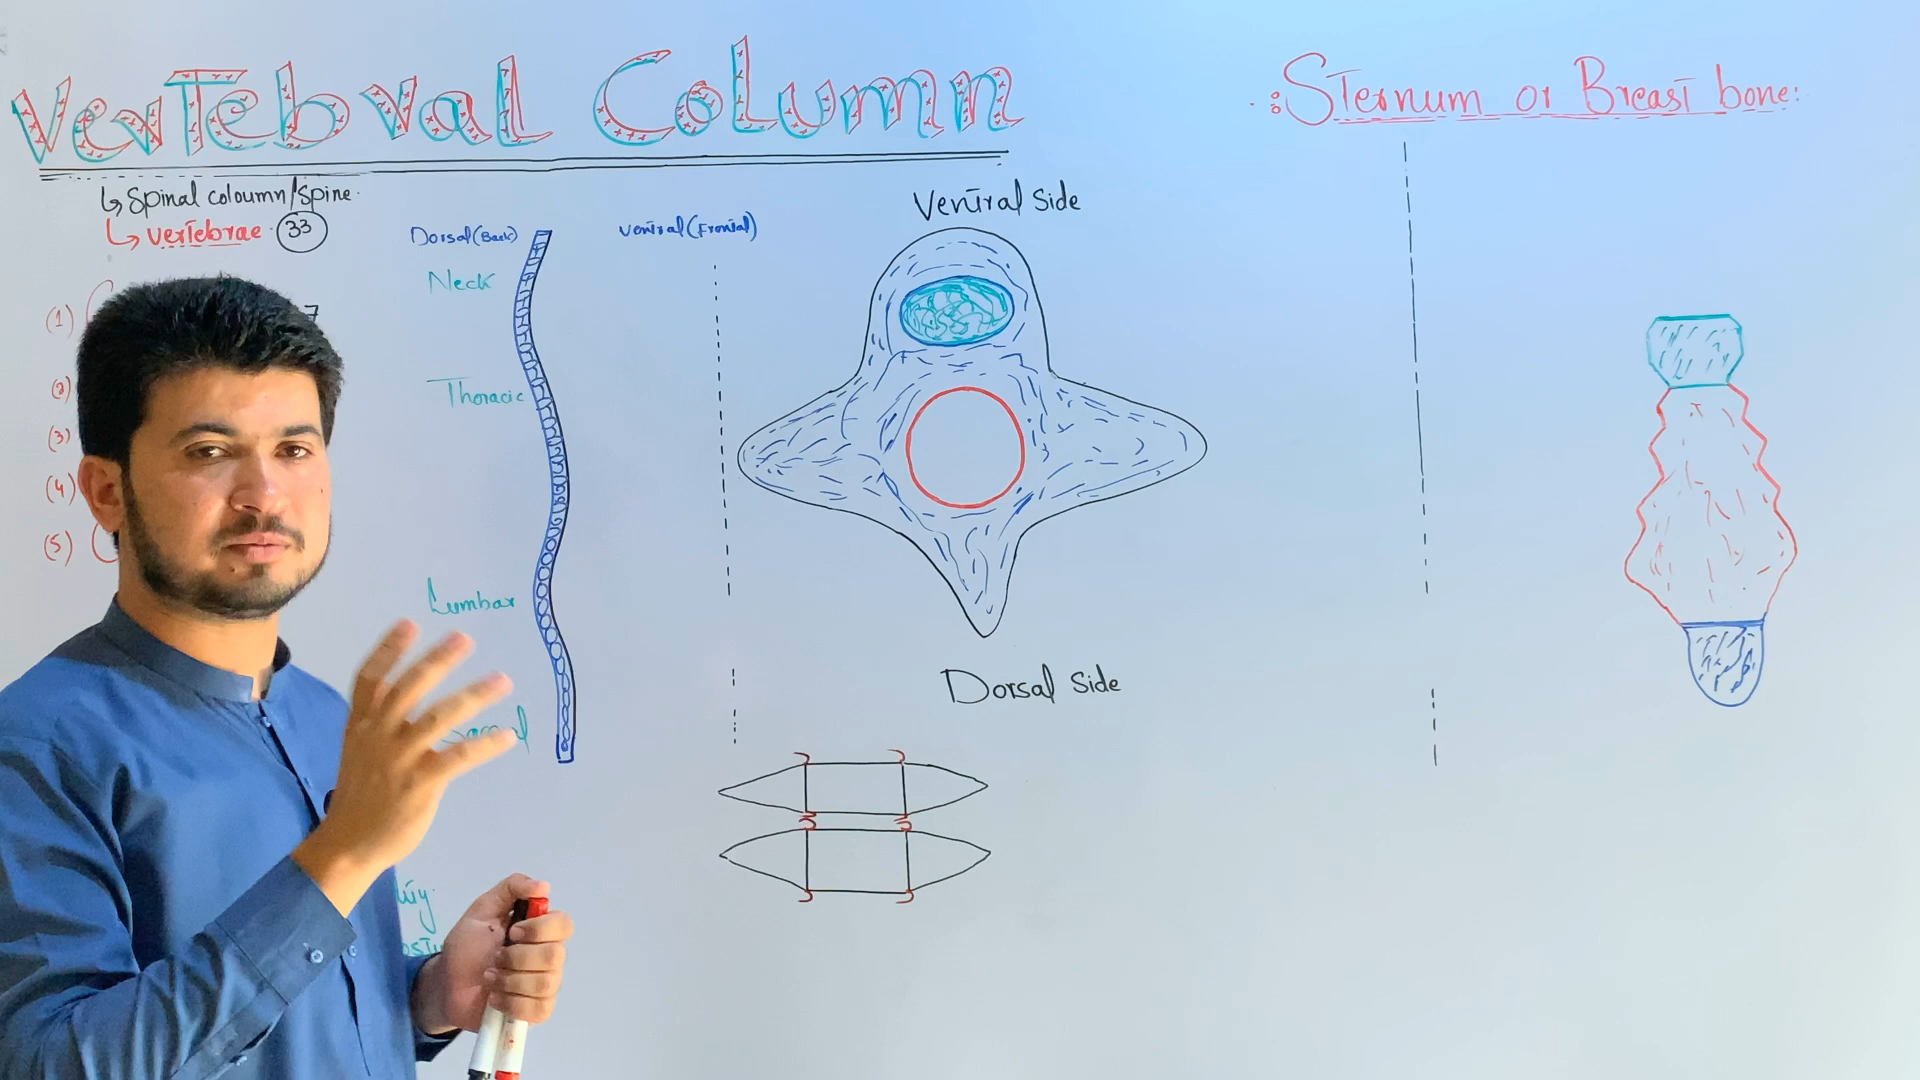 Vertebral Column
:Sternum or Breast bone:
↳ Spinal coloumn/Spine.
↳ vertebrae 33
Ventral Side
Dorsal (Back)
ventral (Frontal)
Neck
(1) 7
(2)
Thoracic
(3)
(4)
(5)
Lumbar
Dorsal Side